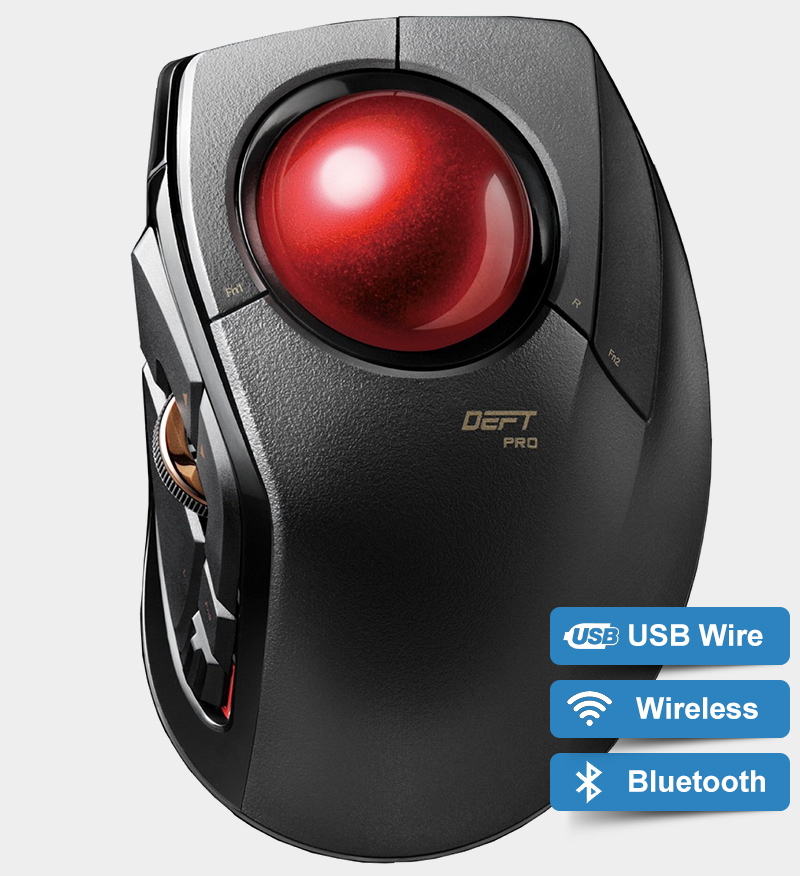 Fn1
R
Fn2
DEFT
PRO
USB USB Wire
Wireless
Bluetooth